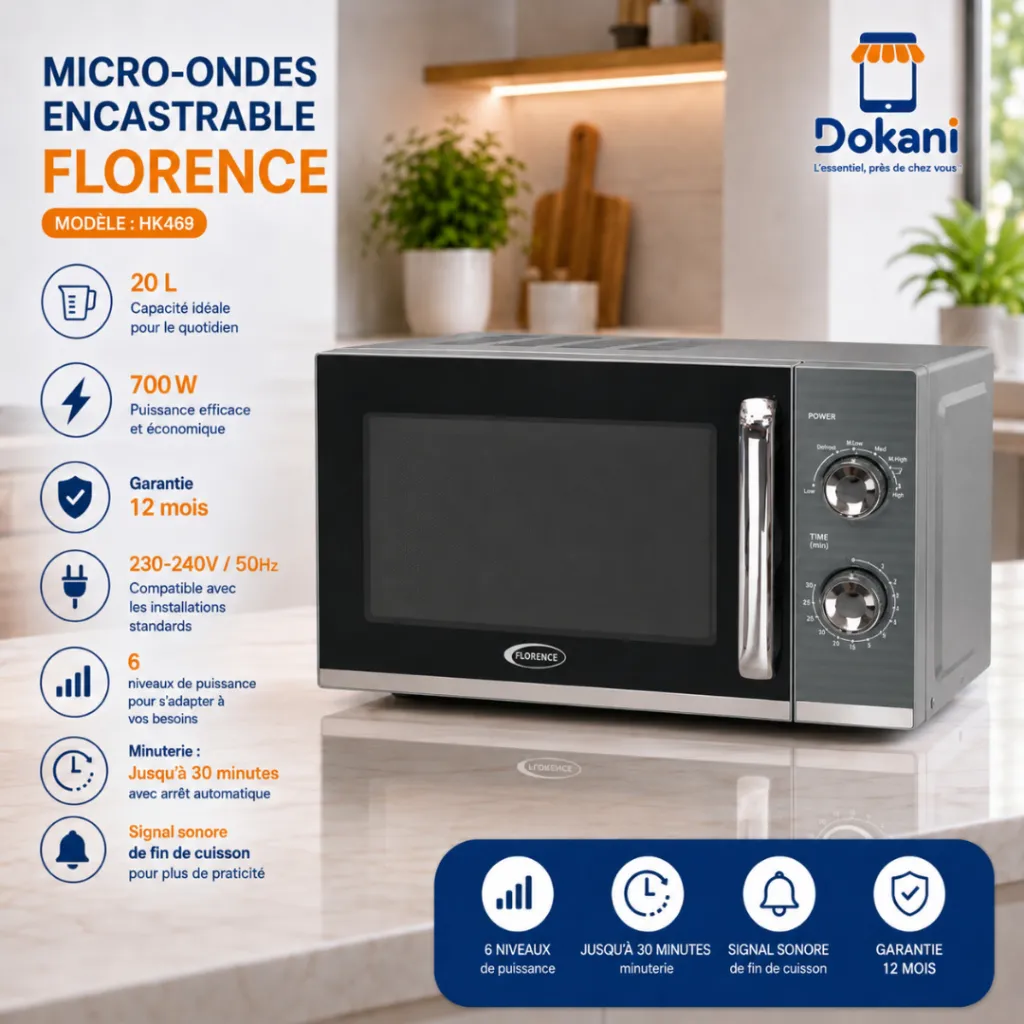 MICRO-ONDES
ENCASTRABLE
FLORENCE
MODÈLE : HK469
Dokani
L'essentiel, près de chez vous
20 L
Capacité idéale
pour le quotidien
700 W
Puissance efficace
et économique
Garantie
12 mois
230-240V / 50Hz
Compatible avec
les installations
standards
6
niveaux de puissance
pour s'adapter à
vos besoins
Minuterie :
Jusqu'à 30 minutes
avec arrêt automatique
Signal sonore
de fin de cuisson
pour plus de praticité
POWER
Low
Defrost
M.Low
Med
M.High
High
TIME
(min)
FLORENCE
6 NIVEAUX
de puissance
JUSQU'À 30 MINUTES
minuterie
SIGNAL SONORE
de fin de cuisson
GARANTIE
12 MOIS